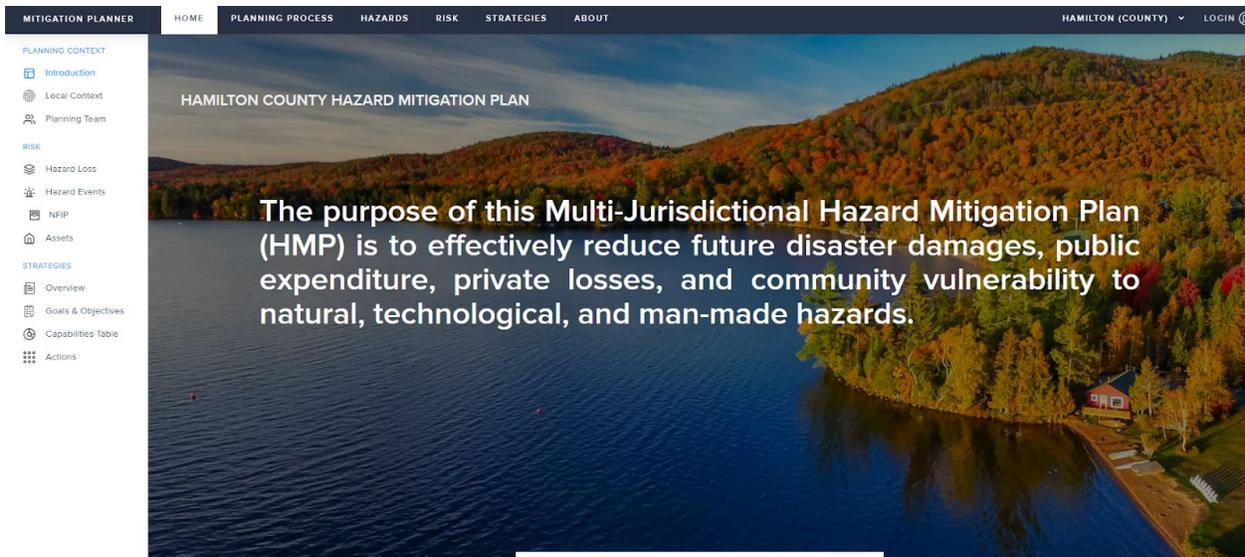 MITIGATION PLANNER HOME PLANNING PROCESS HAZARDS RISK STRATEGIES ABOUT HAMILTON (COUNTY) LOGIN
PLANNING CONTEXT
Introduction
Local Context
Planning Team
RISK
Hazard Loss
Hazard Events
NFIP
Assets
STRATEGIES
Overview
Goals & Objectives
Capabilities Table
Actions
HAMILTON COUNTY HAZARD MITIGATION PLAN
The purpose of this Multi-Jurisdictional Hazard Mitigation Plan
(HMP) is to effectively reduce future disaster damages, public
expenditure, private losses, and community vulnerability to
natural, technological, and man-made hazards.